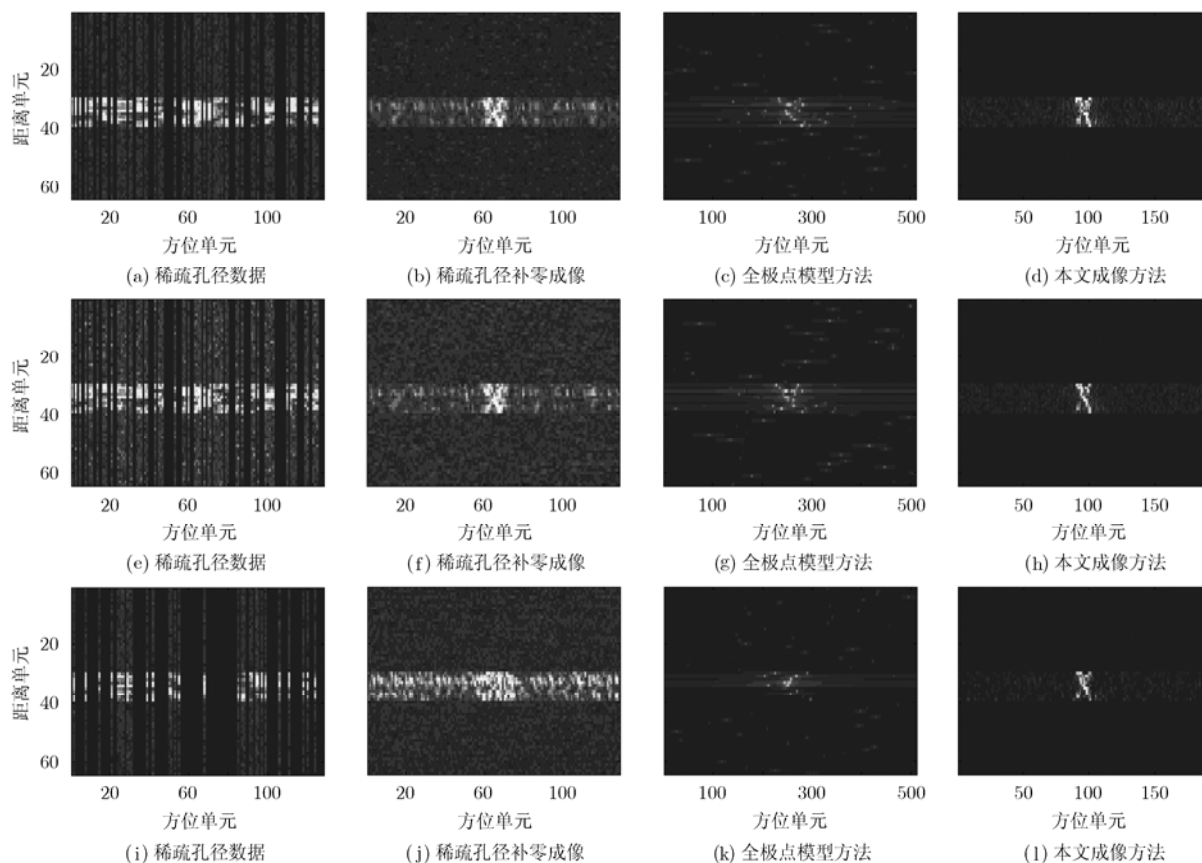 20
40
60
距离单元
20 60 100
20 60 100
100 300 500
50 100 150
方位单元
方位单元
方位单元
方位单元
(a) 稀疏孔径数据
(b) 稀疏孔径补零成像
(c) 全极点模型方法
(d) 本文成像方法
20
40
60
距离单元
20 60 100
20 60 100
100 300 500
50 100 150
方位单元
方位单元
方位单元
方位单元
(e) 稀疏孔径数据
(f) 稀疏孔径补零成像
(g) 全极点模型方法
(h) 本文成像方法
20
40
60
距离单元
20 60 100
20 60 100
100 300 500
50 100 150
方位单元
方位单元
方位单元
方位单元
(i) 稀疏孔径数据
(j) 稀疏孔径补零成像
(k) 全极点模型方法
(l) 本文成像方法